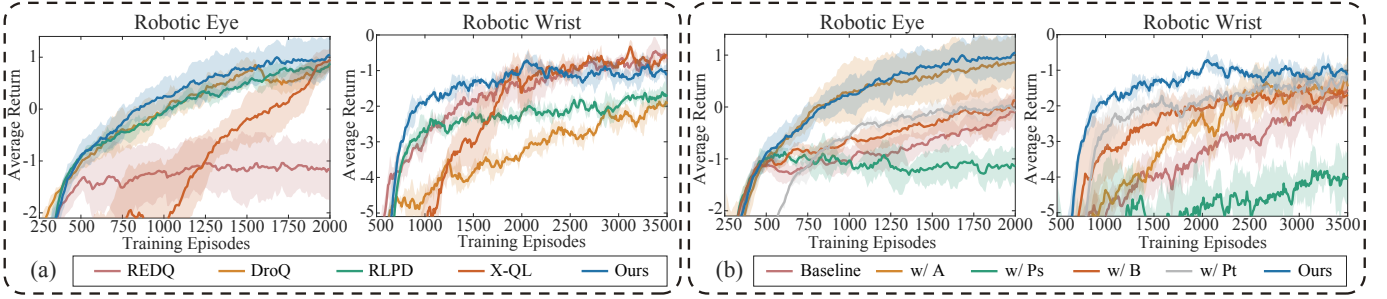 Robotic Eye
Average Return
1
0
-1
-2
250 500 750 1000 1250 1500 1750 2000
Training Episodes
Robotic Wrist
-0
-1
-2
-3
-4
-5
500 1000 1500 2000 2500 3000 3500
Training Episodes
(a)
REDQ DroQ RLPD X-QL Ours
Robotic Eye
Average Return
1
0
-1
-2
250 500 750 1000 1250 1500 1750 2000
Training Episodes
Robotic Wrist
Average Return
-0
-1
-2
-3
-4
-5
500 1000 1500 2000 2500 3000 3500
Training Episodes
(b)
Baseline w/ A w/ Ps w/ B w/ Pt Ours